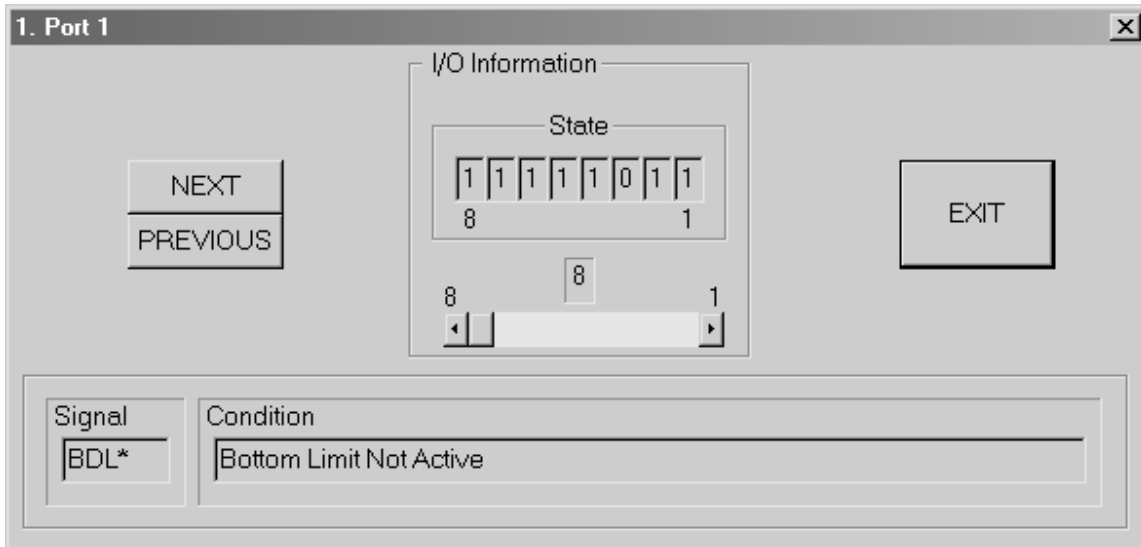 1. Port 1
I/O Information
State
1 1 1 1 1 0 1 1
8 1
NEXT
PREVIOUS
EXIT
8
8 1
Signal
BDL*
Condition
Bottom Limit Not Active